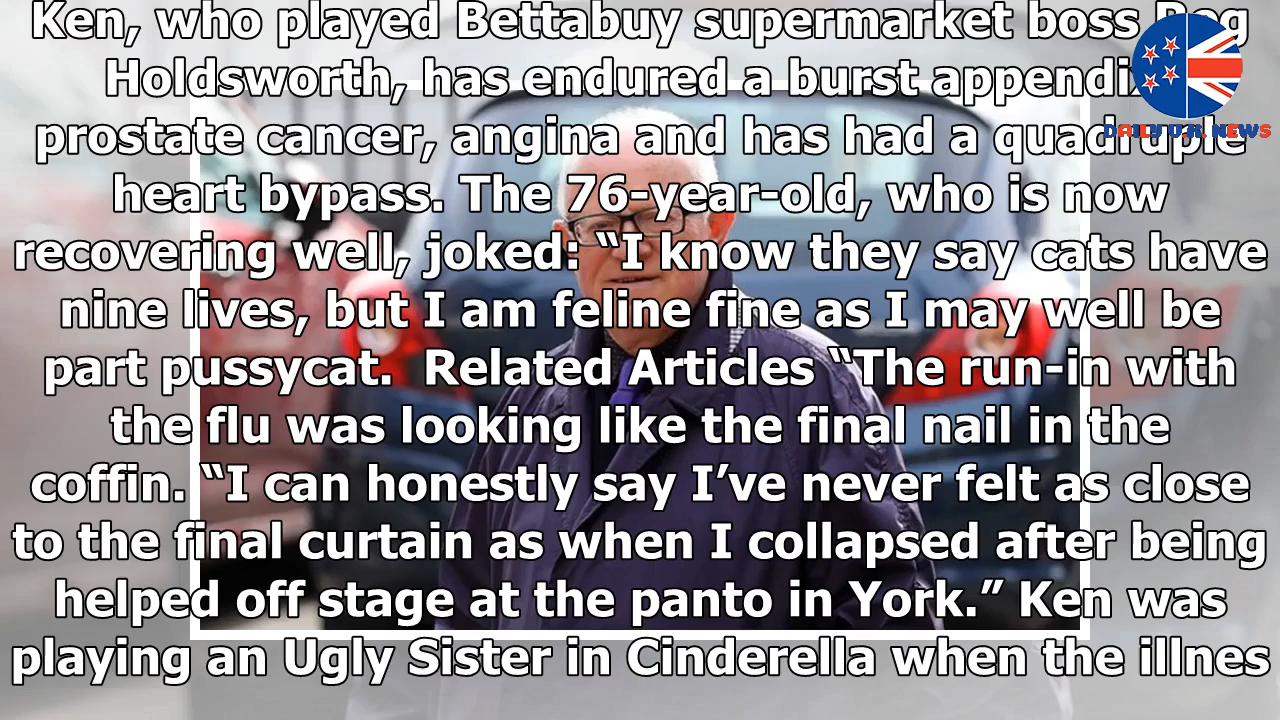 Ken, who played Bettabuy supermarket boss Reg
Holdsworth, has endured a burst appendix,
prostate cancer, angina and has had a quadruple
heart bypass. The 76-year-old, who is now
recovering well, joked: “I know they say cats have
nine lives, but I am feline fine as I may well be
part pussycat.  Related Articles “The run-in with
the flu was looking like the final nail in the
coffin. “I can honestly say I’ve never felt as close
to the final curtain as when I collapsed after being
helped off stage at the panto in York.” Ken was
playing an Ugly Sister in Cinderella when the illnes
DAILY U.K. NEWS